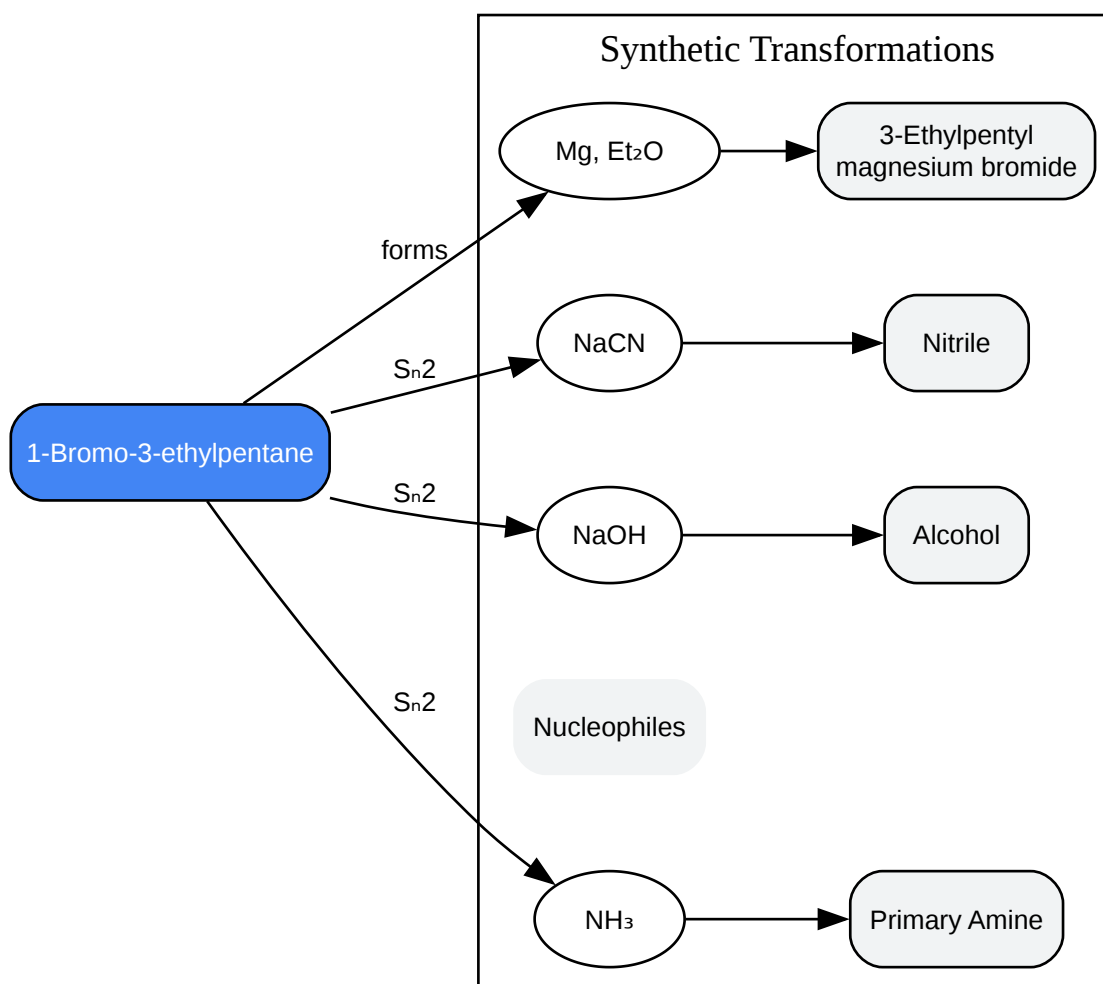 Synthetic Transformations
Mg, Et₂O
3-Ethylpentyl
magnesium bromide
forms
NaCN
Nitrile
Sₙ2
1-Bromo-3-ethylpentane
Sₙ2
NaOH
Alcohol
Sₙ2
Nucleophiles
NH₃
Primary Amine